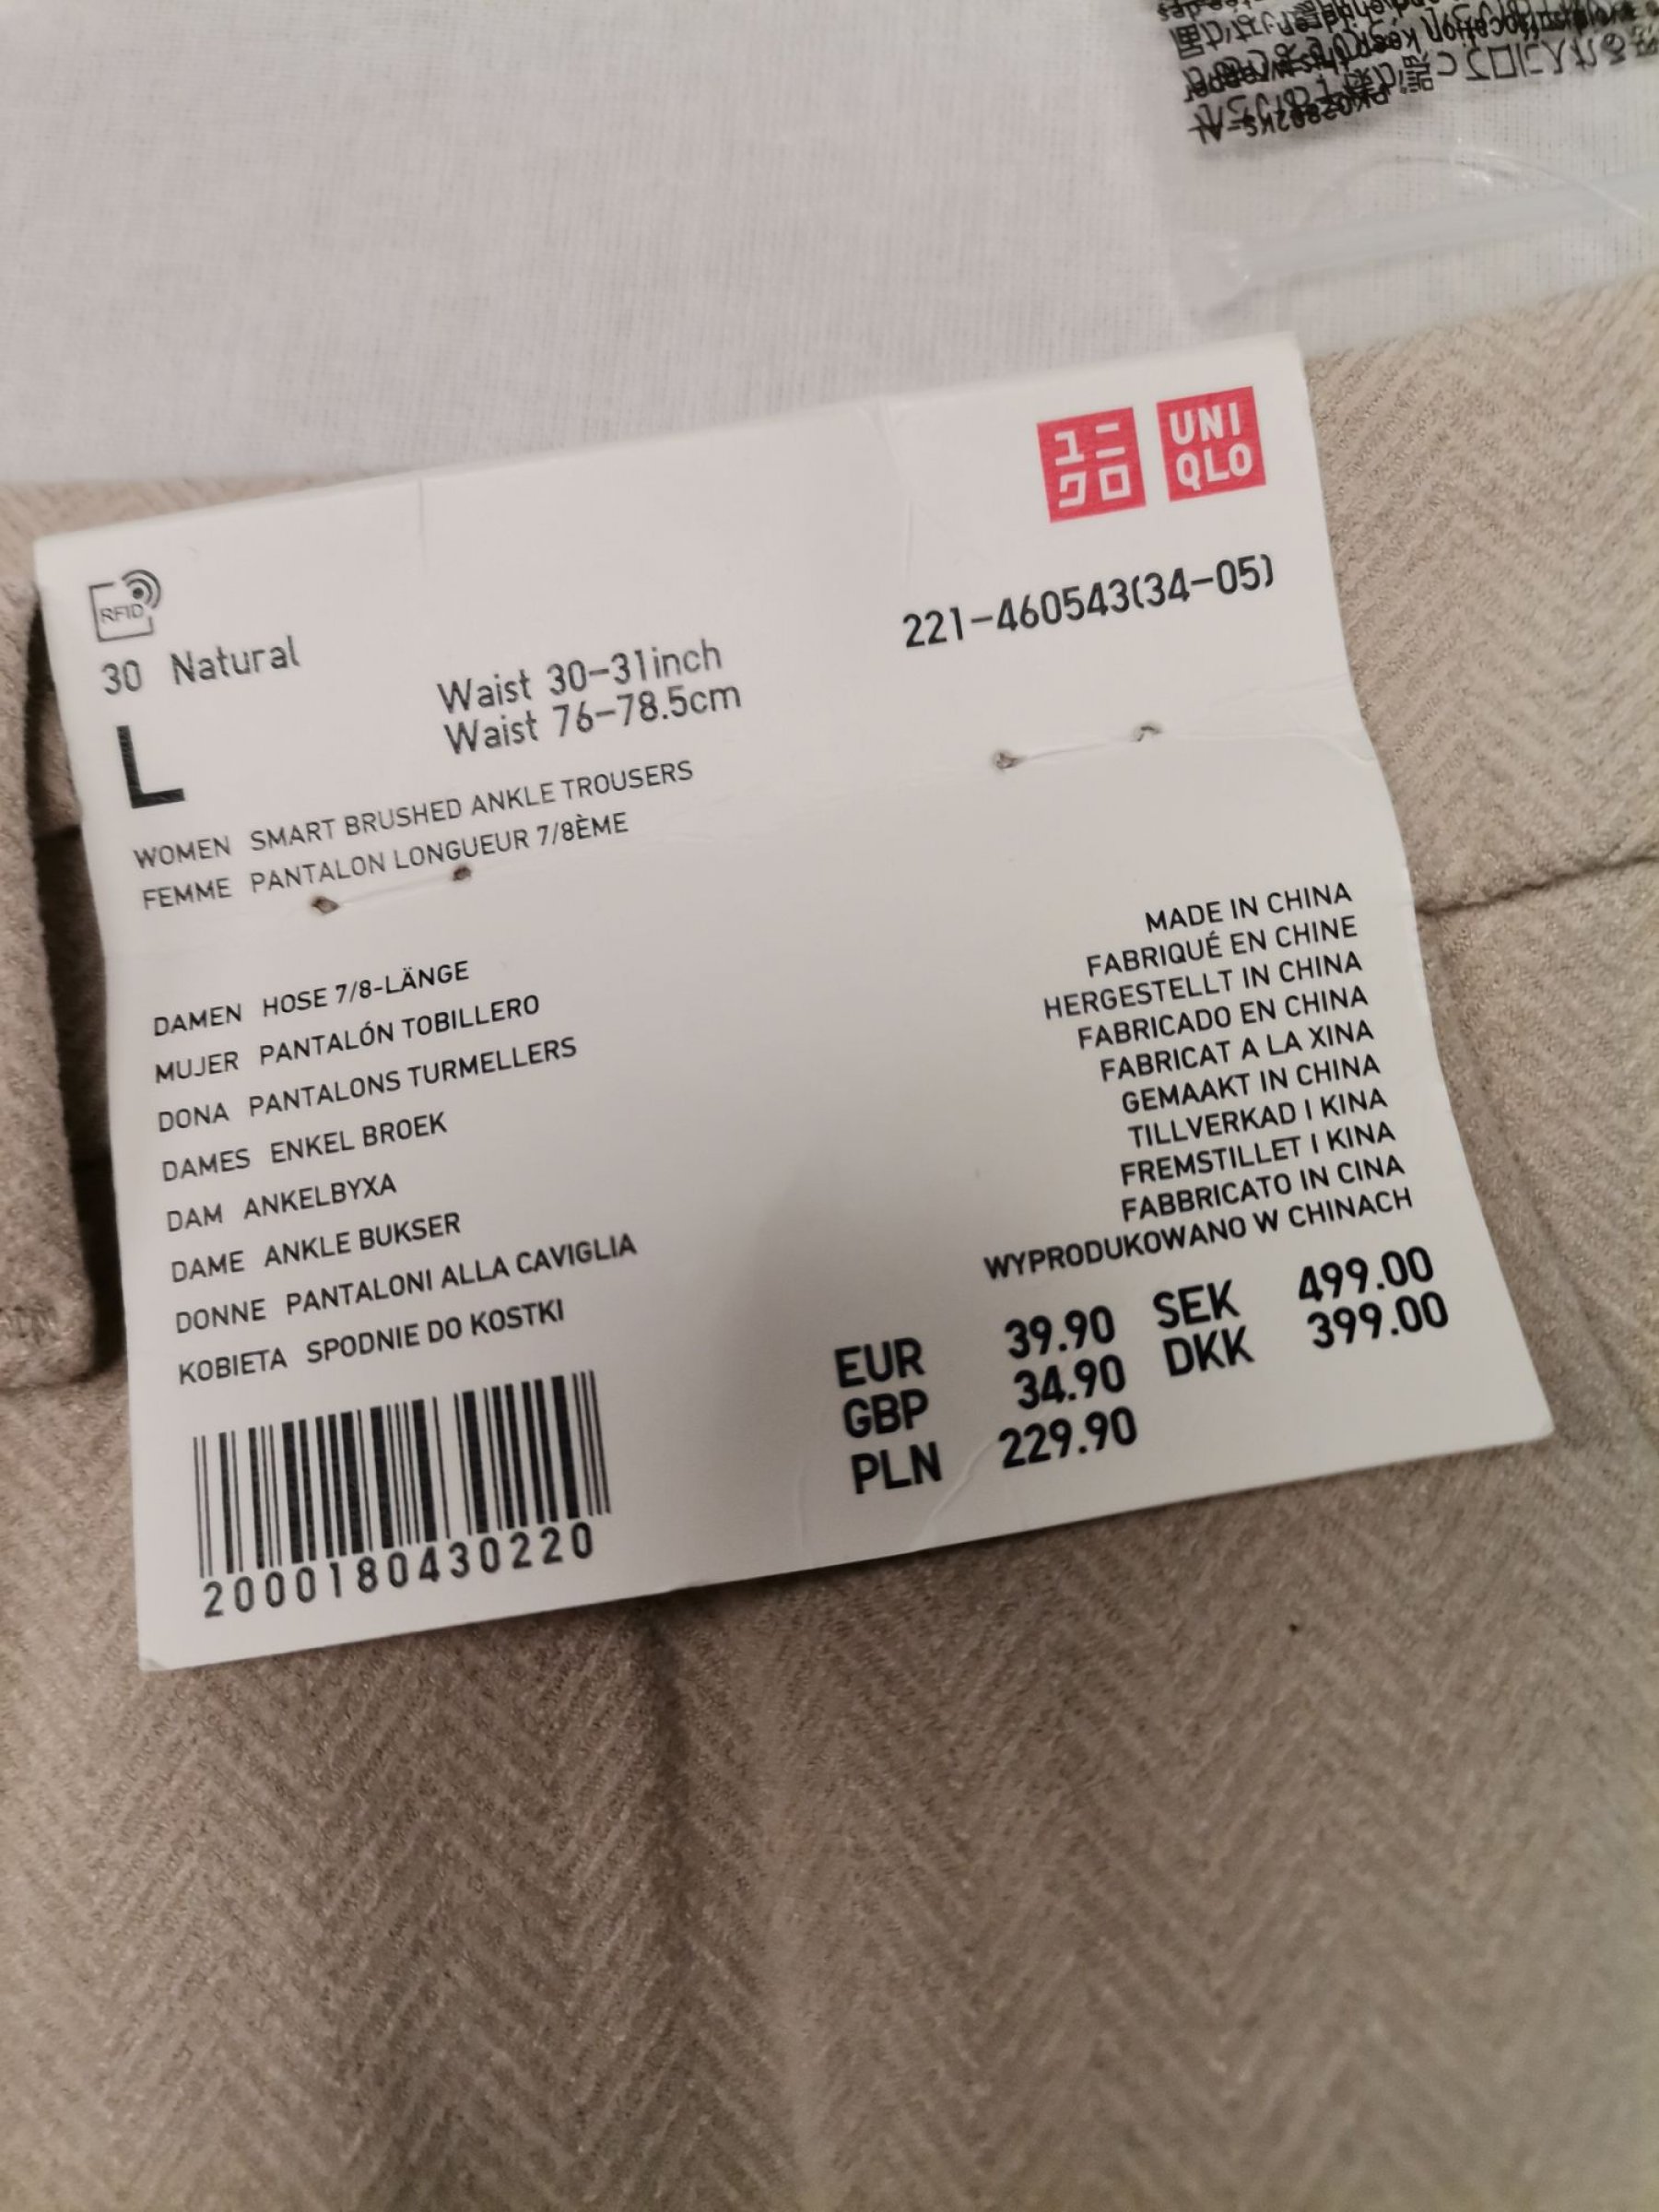 ユニ
クロ
UNI
QLO
RFID
221-460543(34-05)
30 Natural
Waist 30-31inch
Waist 76-78.5cm
L
WOMEN SMART BRUSHED ANKLE TROUSERS
FEMME PANTALON LONGUEUR 7/8ÈME
DAMEN HOSE 7/8-LÄNGE
MUJER PANTALÓN TOBILLERO
DONA PANTALONS TURMELLERS
DAMES ENKEL BROEK
DAM ANKELBYXA
DAME ANKLE BUKSER
DONNE PANTALONI ALLA CAVIGLIA
KOBIETA SPODNIE DO KOSTKI
MADE IN CHINA
FABRIQUÉ EN CHINE
HERGESTELLT IN CHINA
FABRICADO EN CHINA
FABRICAT A LA XINA
GEMAAKT IN CHINA
TILLVERKAD I KINA
FREMSTILLET I KINA
FABBRICATO IN CINA
WYPRODUKOWANO W CHINACH
EUR 39.90 SEK 499.00
GBP 34.90 DKK 399.00
PLN 229.90
2000180430220